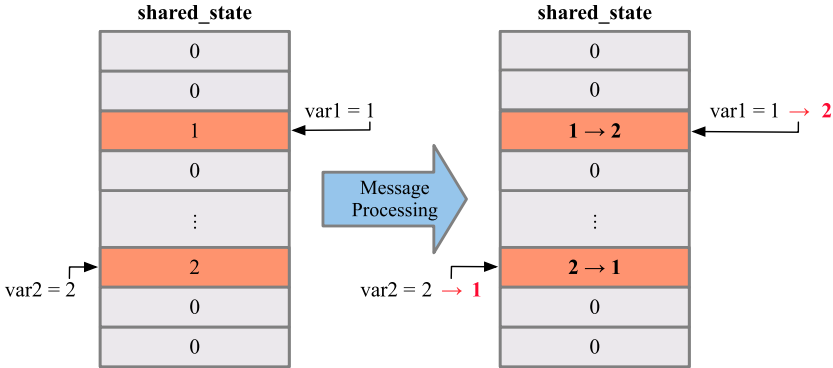 shared_state
0
0
1
0
⋮
2
0
0
var1 = 1
var2 = 2
Message
Processing
shared_state
0
0
1 → 2
0
⋮
2 → 1
0
0
var1 = 1 → 2
var2 = 2 → 1